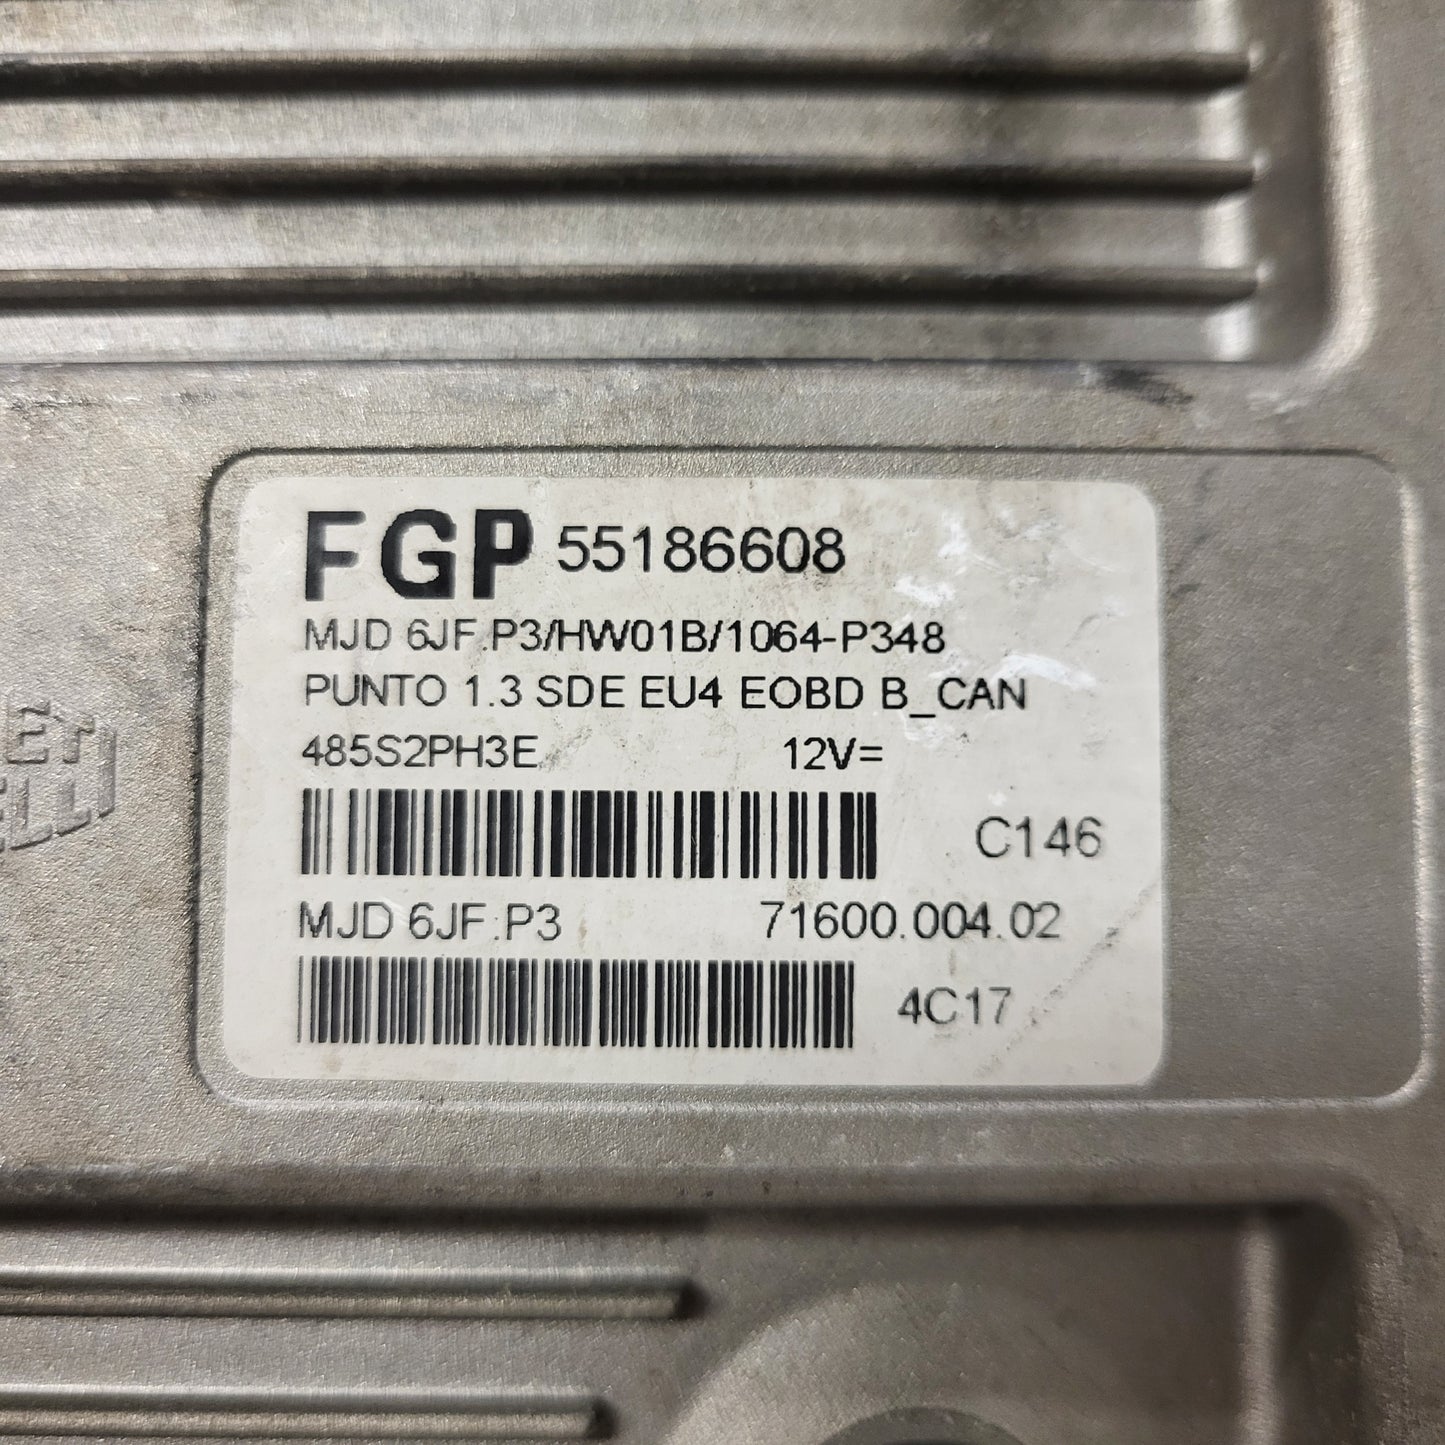 FGP 55186608
MJD 6JF.P3/HW01B/1064-P348
PUNTO 1.3 SDE EU4 EOBD B_CAN
485S2PH3E 12V=
C146
MJD 6JF.P3 71600.004.02
4C17